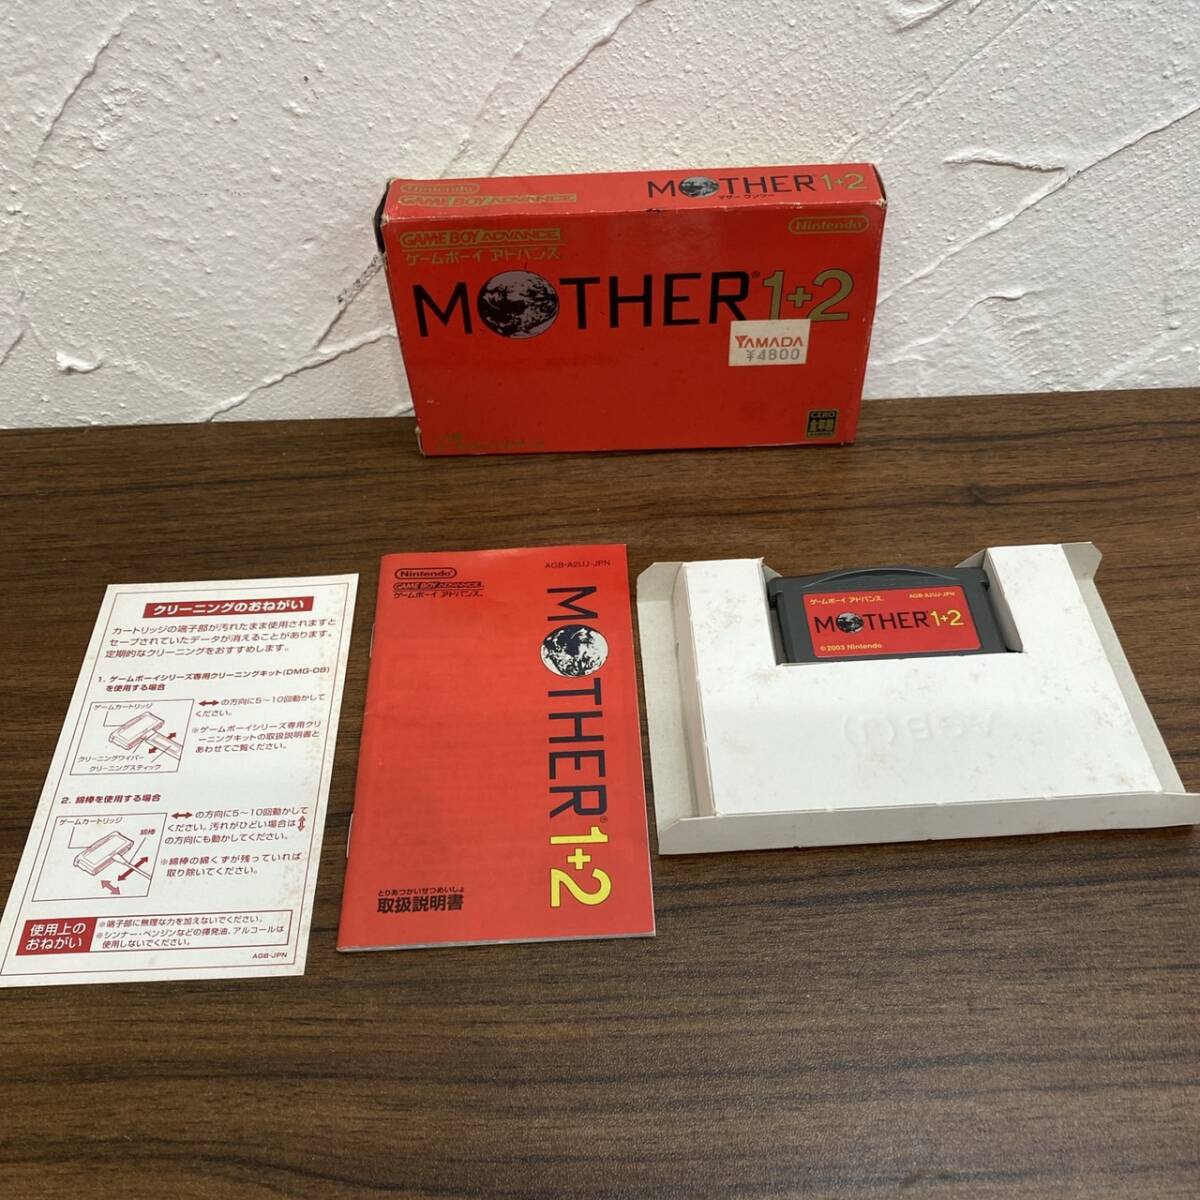 Nintendo
GAME BOY ADVANCE
MOTHER 1+2
マザー ワンツー
GAME BOY ADVANCE
ゲームボーイ アドバンス
Nintendo
MOTHER® 1+2
YAMADA
¥4800
CERO
全年齢
クリーニングのおねがい
カートリッジの端子部が汚れたまま使用されますと
セーブされていたデータが消えることがあります。
定期的なクリーニングをおすすめします。
1. ゲームボーイシリーズ専用クリーニングキット(DMG-08)
を使用する場合
ゲームカートリッジ
クリーニングワイパー
クリーニングスティック
⟷の方向に5〜10回動かして
ください。
※ゲームボーイシリーズ専用クリ
ーニングキットの取扱説明書と
あわせてご覧ください。
2. 綿棒を使用する場合
ゲームカートリッジ
綿棒
⟷の方向に5〜10回動かして
ください。汚れがひどい場合は↕
の方向にも動かしてください。
※綿棒の綿くずが残っていれば
取り除いてください。
使用上の
おねがい
※端子部に無理な力を加えないでください。
※シンナー・ベンジンなどの揮発油、アルコールは
使用しないでください。
AGB-JPN
Nintendo
GAME BOY ADVANCE
ゲームボーイ アドバンス
AGB-A2UJ-JPN
MOTHER® 1+2
とりあつかいせつめいしょ
取扱説明書
ゲームボーイ アドバンス
AGB-A2UJ-JPN
MOTHER 1+2
© 2003 Nintendo